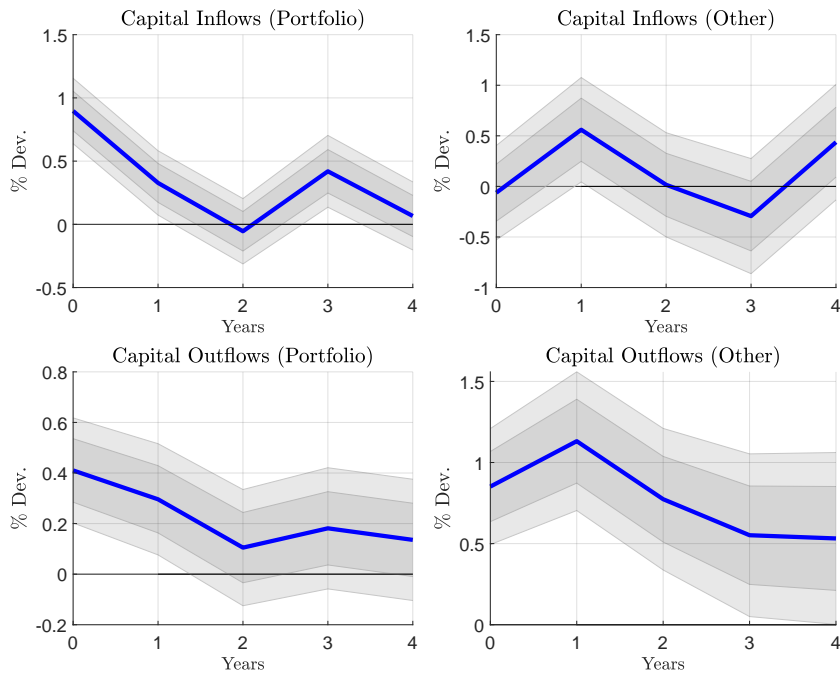 Capital Inflows (Portfolio)
1.5
1
0.5
0
-0.5
% Dev.
0 1 2 3 4
Years
Capital Inflows (Other)
1.5
1
0.5
0
-0.5
-1
% Dev.
0 1 2 3 4
Years
Capital Outflows (Portfolio)
0.8
0.6
0.4
0.2
0
-0.2
% Dev.
0 1 2 3 4
Years
Capital Outflows (Other)
1.5
1
0.5
0
% Dev.
0 1 2 3 4
Years